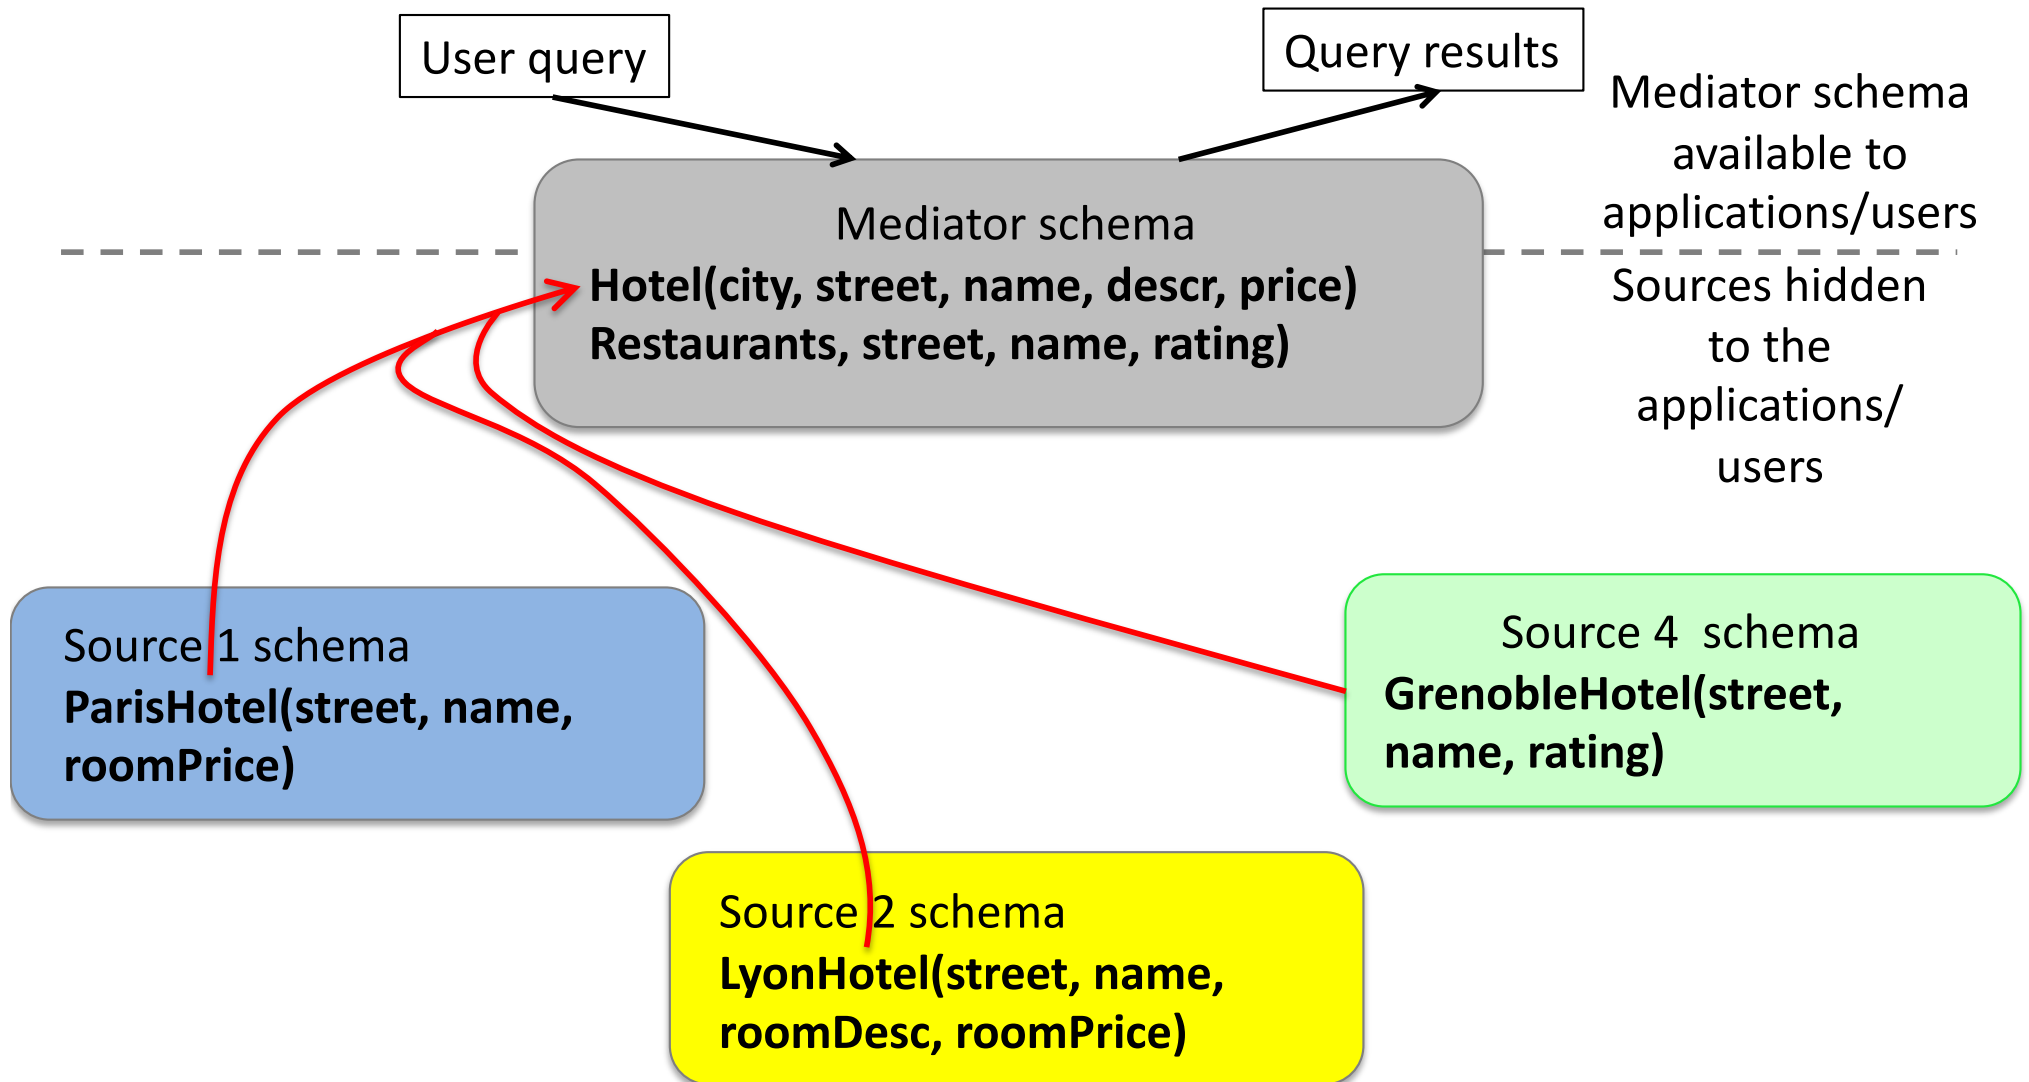 User query
Query results
Mediator schema
available to
applications/users
Mediator schema
Hotel(city, street, name, descr, price)
Restaurants, street, name, rating)
Sources hidden
to the
applications/
users
Source 1 schema
ParisHotel(street, name,
roomPrice)
Source 4 schema
GrenobleHotel(street,
name, rating)
Source 2 schema
LyonHotel(street, name,
roomDesc, roomPrice)